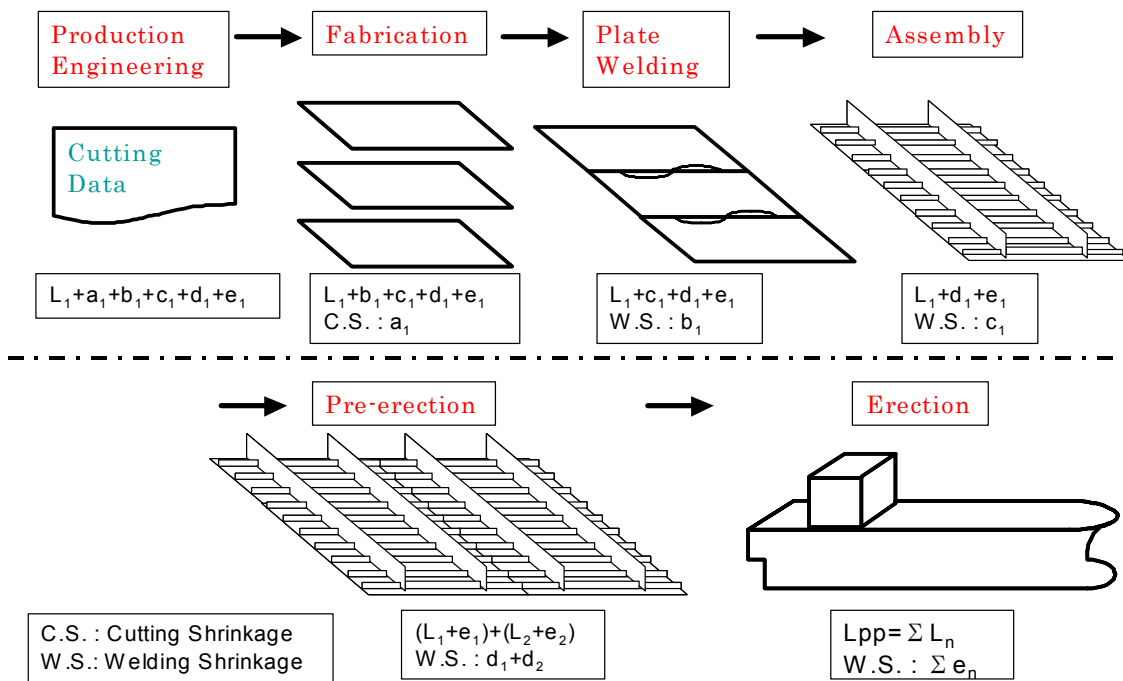 Production
Engineering
Fabrication
Plate
Welding
Assembly
Cutting
Data
L₁+a₁+b₁+c₁+d₁+e₁
L₁+b₁+c₁+d₁+e₁
C.S. : a₁
L₁+c₁+d₁+e₁
W.S. : b₁
L₁+d₁+e₁
W.S. : c₁
Pre-erection
Erection
C.S. : Cutting Shrinkage
W.S.: Welding Shrinkage
(L₁+e₁)+(L₂+e₂)
W.S. : d₁+d₂
Lpp= Σ Lₙ
W.S. : Σ eₙ